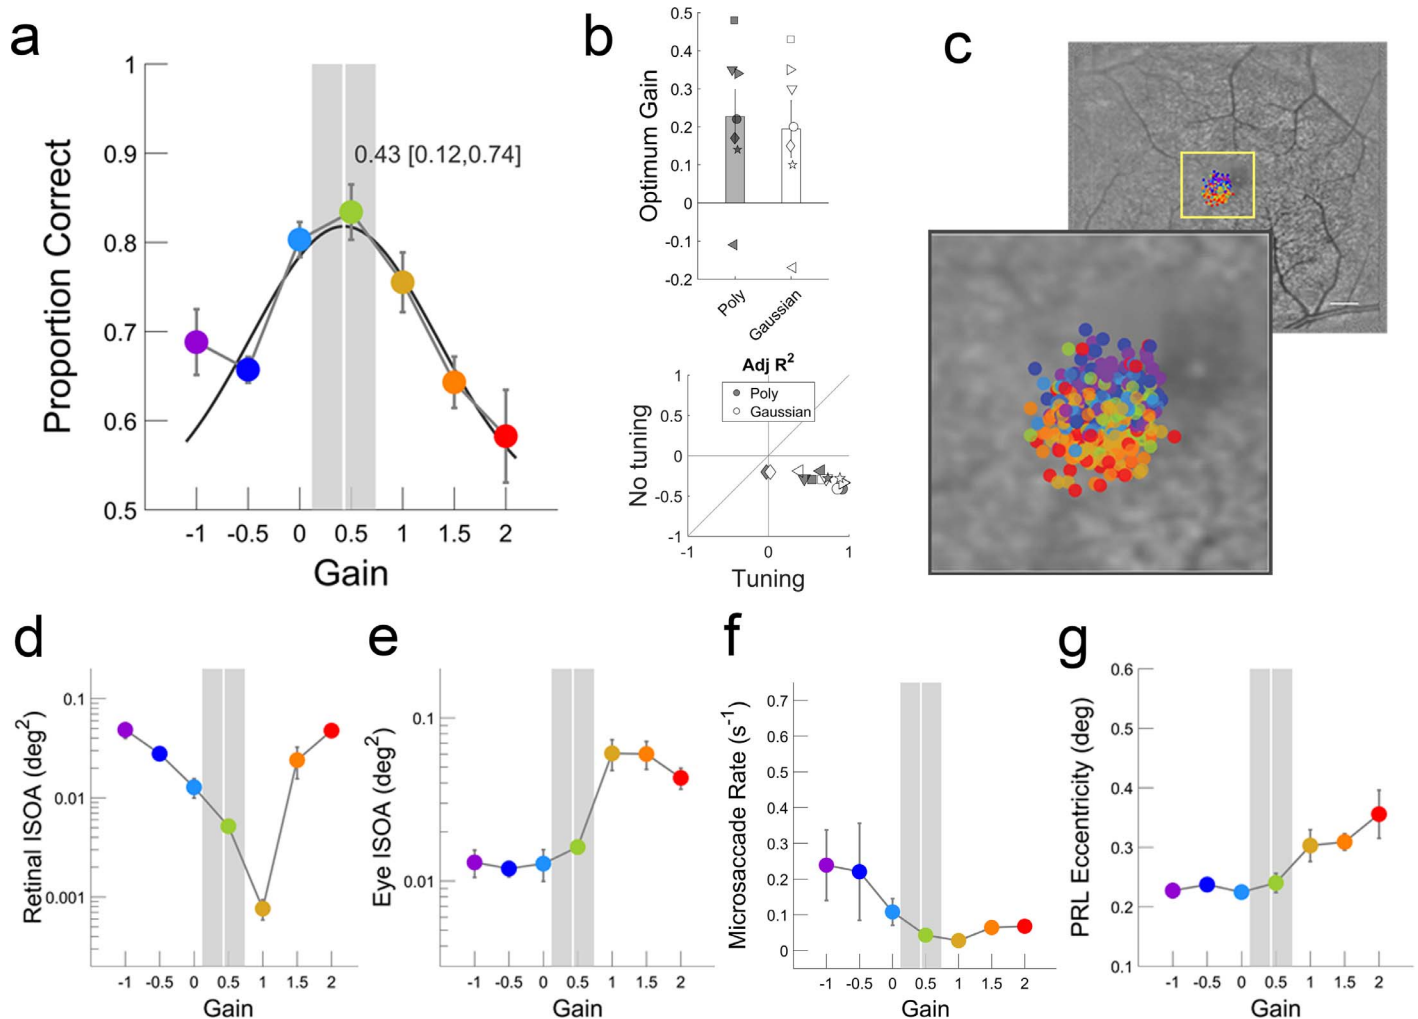 a
1
0.9
0.8
0.7
0.6
0.5
Proportion Correct
0.43 [0.12,0.74]
-1 -0.5 0 0.5 1 1.5 2
Gain
b
0.5
0.4
0.3
0.2
0.1
0
-0.1
-0.2
Optimum Gain
Poly
Gaussian
Adj R2
1
0.5
0
-0.5
-1
No tuning
Poly
Gaussian
-1 0 1
Tuning
c
d
0.1
0.01
0.001
Retinal ISOA (deg2)
-1 -0.5 0 0.5 1 1.5 2
Gain
e
0.1
0.01
Eye ISOA (deg2)
-1 -0.5 0 0.5 1 1.5 2
Gain
f
0.7
0.6
0.5
0.4
0.3
0.2
0.1
0
Microsaccade Rate (s-1)
-1 -0.5 0 0.5 1 1.5 2
Gain
g
0.6
0.5
0.4
0.3
0.2
0.1
PRL Eccentricity (deg)
-1 -0.5 0 0.5 1 1.5 2
Gain